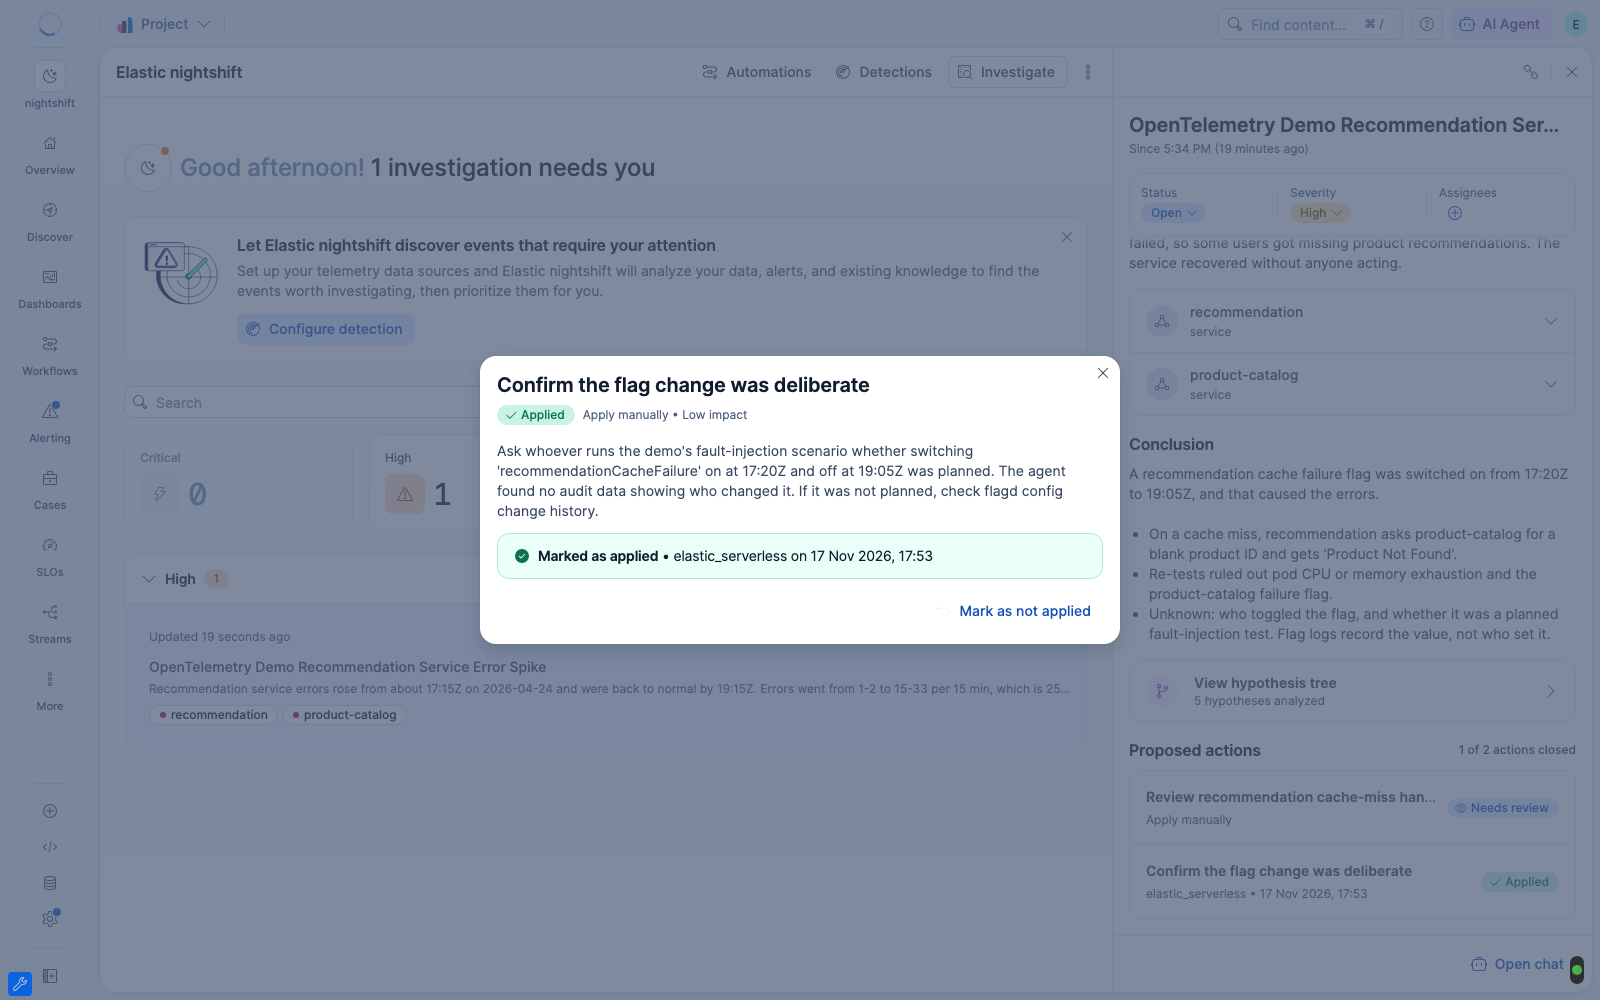 Project
Find content...
⌘ /
AI Agent
E
nightshift
Overview
Discover
Dashboards
Workflows
Alerting
Cases
SLOs
Streams
More
Elastic nightshift
Automations
Detections
Investigate
Good afternoon! 1 investigation needs you
Let Elastic nightshift discover events that require your attention
Set up your telemetry data sources and Elastic nightshift will analyze your data, alerts, and existing knowledge to find the
events worth investigating, then prioritize them for you.
Configure detection
Search
Critical
0
High
1
High 1
Updated 19 seconds ago
OpenTelemetry Demo Recommendation Service Error Spike
Recommendation service errors rose from about 17:15Z on 2026-04-24 and were back to normal by 19:15Z. Errors went from 1-2 to 15-33 per 15 min, which is 25...
recommendation
product-catalog
Confirm the flag change was deliberate
Applied
Apply manually • Low impact
Ask whoever runs the demo's fault-injection scenario whether switching
'recommendationCacheFailure' on at 17:20Z and off at 19:05Z was planned. The agent
found no audit data showing who changed it. If it was not planned, check flagd config
change history.
Marked as applied • elastic_serverless on 17 Nov 2026, 17:53
Mark as not applied
OpenTelemetry Demo Recommendation Ser...
Since 5:34 PM (19 minutes ago)
Status
Open
Severity
High
Assignees
failed, so some users got missing product recommendations. The
service recovered without anyone acting.
recommendation
service
product-catalog
service
Conclusion
A recommendation cache failure flag was switched on from 17:20Z
to 19:05Z, and that caused the errors.
• On a cache miss, recommendation asks product-catalog for a
blank product ID and gets 'Product Not Found'.
• Re-tests ruled out pod CPU or memory exhaustion and the
product-catalog failure flag.
• Unknown: who toggled the flag, and whether it was a planned
fault-injection test. Flag logs record the value, not who set it.
View hypothesis tree
5 hypotheses analyzed
Proposed actions
1 of 2 actions closed
Review recommendation cache-miss han...
Apply manually
Needs review
Confirm the flag change was deliberate
elastic_serverless • 17 Nov 2026, 17:53
Applied
Open chat